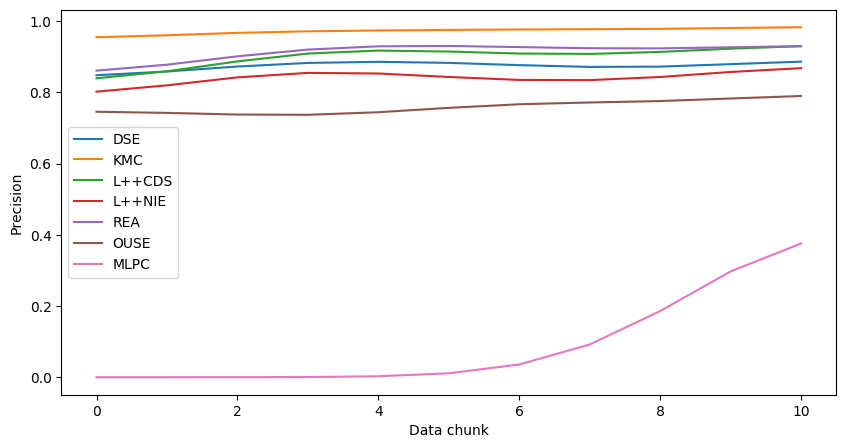 1.0
0.8
0.6
0.4
0.2
0.0
Precision
DSE
KMC
L++CDS
L++NIE
REA
OUSE
MLPC
0 2 4 6 8 10
Data chunk